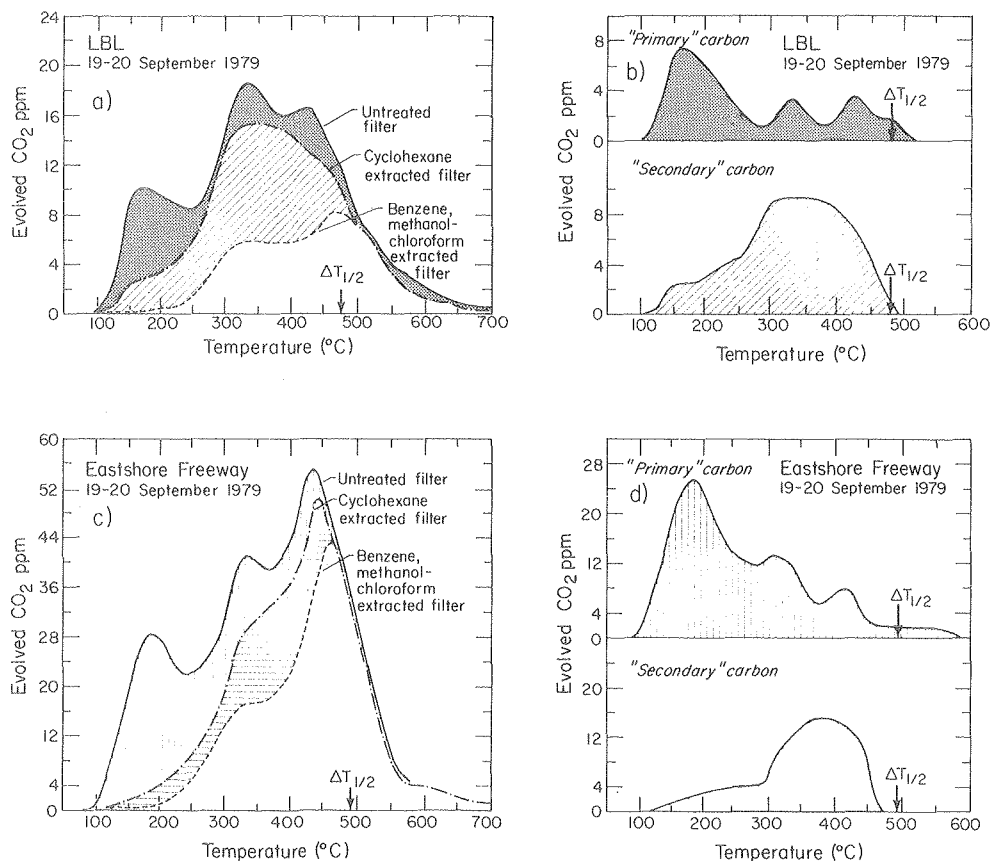 LBL
19-20 September 1979
a)
Untreated
filter
Cyclohexane
extracted filter
Benzene,
methanol-
chloroform
extracted
filter
ΔT1/2
Evolved CO2 ppm
24
20
16
12
8
4
0
100 200 300 400 500 600 700
Temperature (°C)
"Primary" carbon
LBL
19-20 September 1979
b)
ΔT1/2
8
4
0
"Secondary" carbon
ΔT1/2
8
4
0
Evolved CO2 ppm
100 200 300 400 500 600
Temperature (°C)
Eastshore Freeway
19-20 September 1979
c)
Untreated filter
Cyclohexane
extracted filter
Benzene,
methanol-
chloroform
extracted filter
ΔT1/2
Evolved CO2 ppm
60
52
44
36
28
20
12
4
0
100 200 300 400 500 600 700
Temperature (°C)
"Primary" carbon
Eastshore Freeway
19-20 September 1979
d)
ΔT1/2
28
20
12
4
0
"Secondary" carbon
ΔT1/2
20
12
4
0
Evolved CO2 ppm
100 200 300 400 500 600
Temperature (°C)